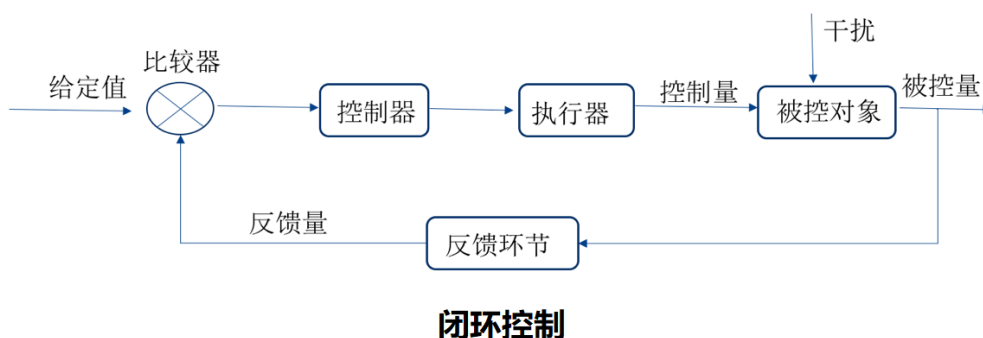 干扰
比较器
给定值
控制器
执行器
控制量
被控对象
被控量
反馈量
反馈环节
闭环控制